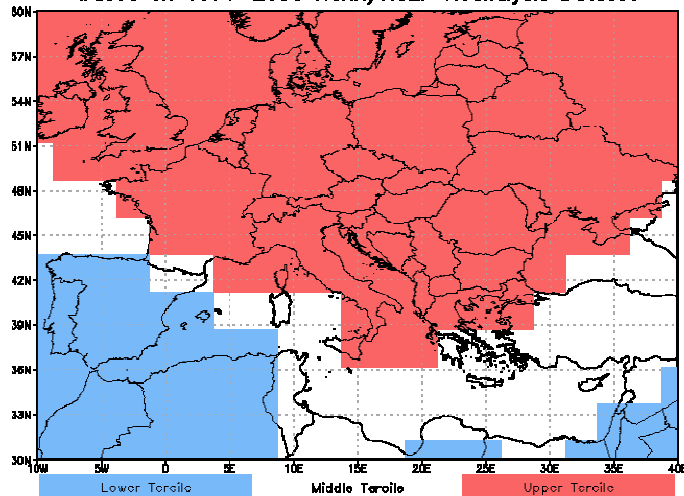 60N
57N
54N
51N
48N
45N
42N
39N
36N
33N
30N
10W 5W 0 5E 10E 15E 20E 25E 30E 35E 40E
Lower Tercile Middle Tercile Upper Tercile